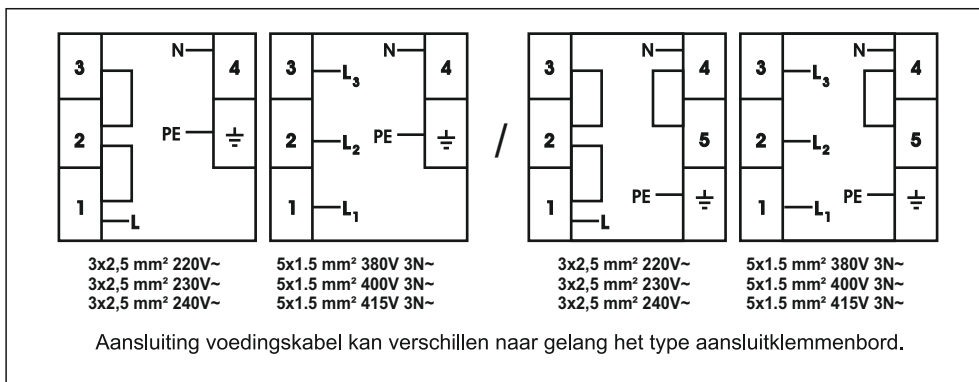 3 N 4
2 PE ⏚
1 L
3x2,5 mm² 220V~
3x2,5 mm² 230V~
3x2,5 mm² 240V~
3 L3 N 4
2 L2 PE ⏚
1 L1
5x1.5 mm² 380V 3N~
5x1.5 mm² 400V 3N~
5x1.5 mm² 415V 3N~
/
3 N 4
2 5
1 L PE ⏚
3x2,5 mm² 220V~
3x2,5 mm² 230V~
3x2,5 mm² 240V~
3 L3 N 4
2 L2 5
1 L1 PE ⏚
5x1.5 mm² 380V 3N~
5x1.5 mm² 400V 3N~
5x1.5 mm² 415V 3N~
Aansluiting voedingskabel kan verschillen naar gelang het type aansluitklemmenbord.